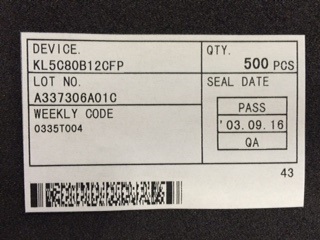 DEVICE.
KL5C80B12CFP
QTY.
500 PCS
LOT NO.
A337306A01C
SEAL DATE
PASS
'03.09.16
QA
WEEKLY CODE
0335T004
43